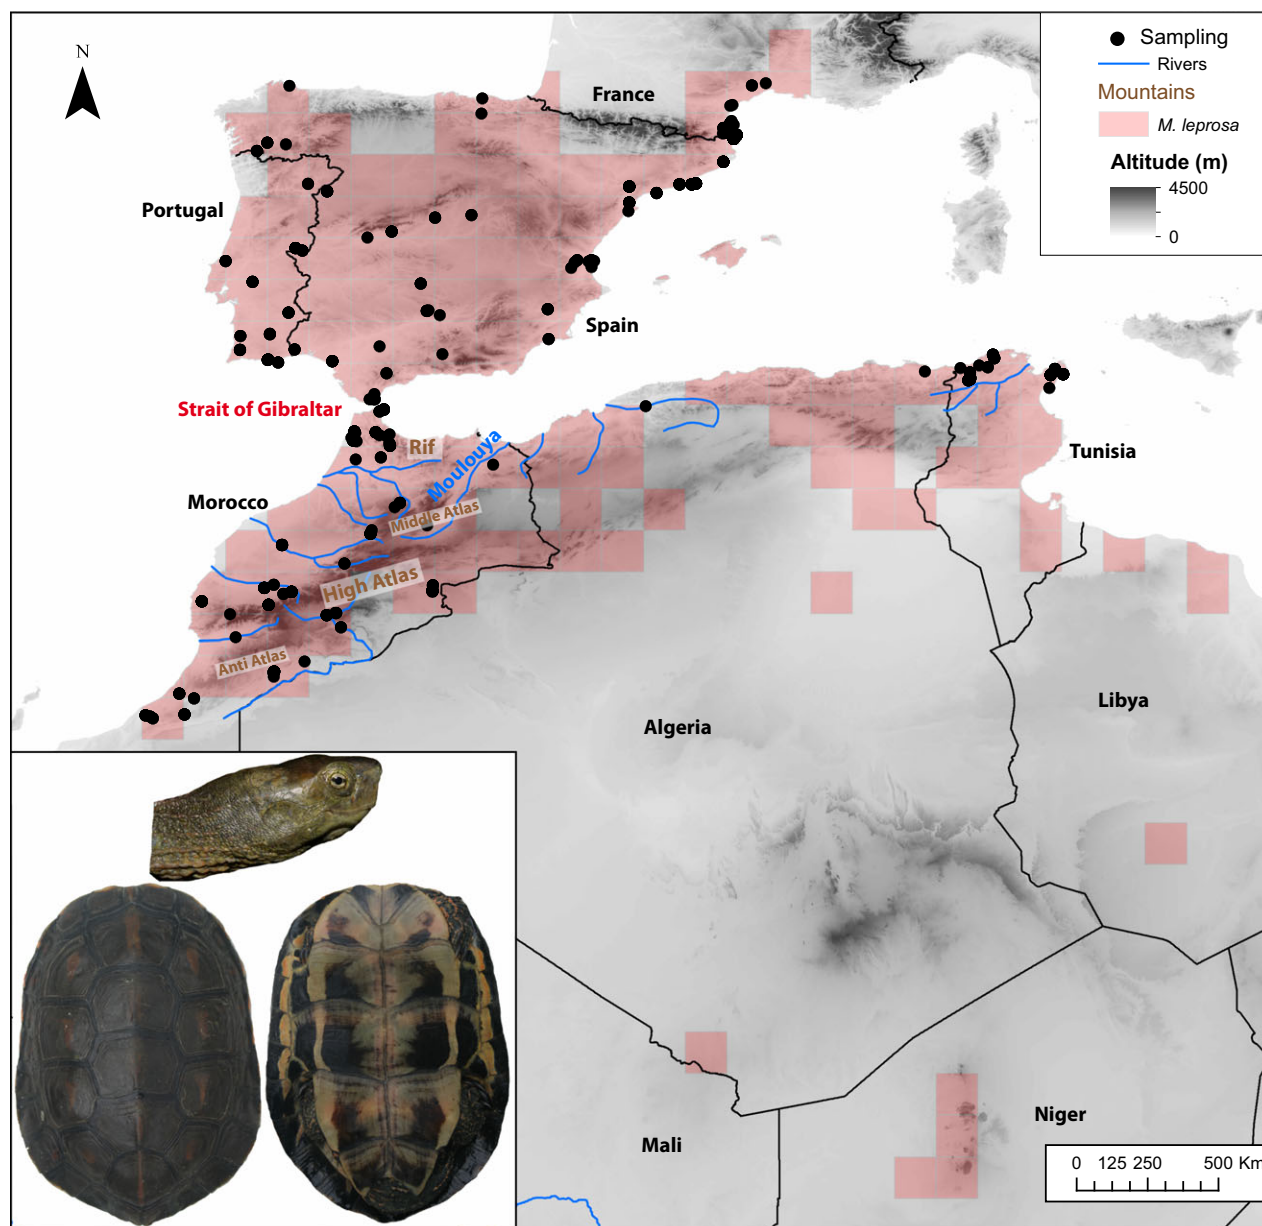 N
Sampling
Rivers
Mountains
M. leprosa
Altitude (m)
4500
0
France
Portugal
Spain
Strait of Gibraltar
Rif
Moulouya
Tunisia
Morocco
Middle Atlas
High Atlas
Anti Atlas
Algeria
Libya
Niger
Mali
0 125 250 500 Km